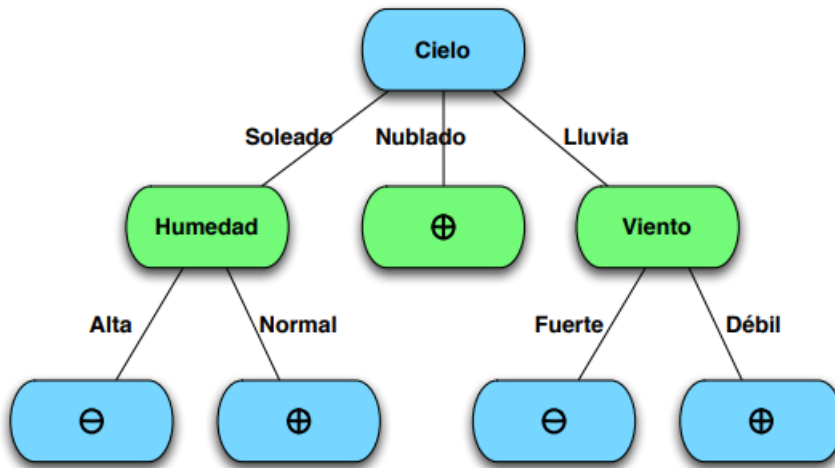 Cielo
Soleado Nublado Lluvia
Humedad ⊕ Viento
Alta Normal Fuerte Débil
⊖ ⊕ ⊖ ⊕